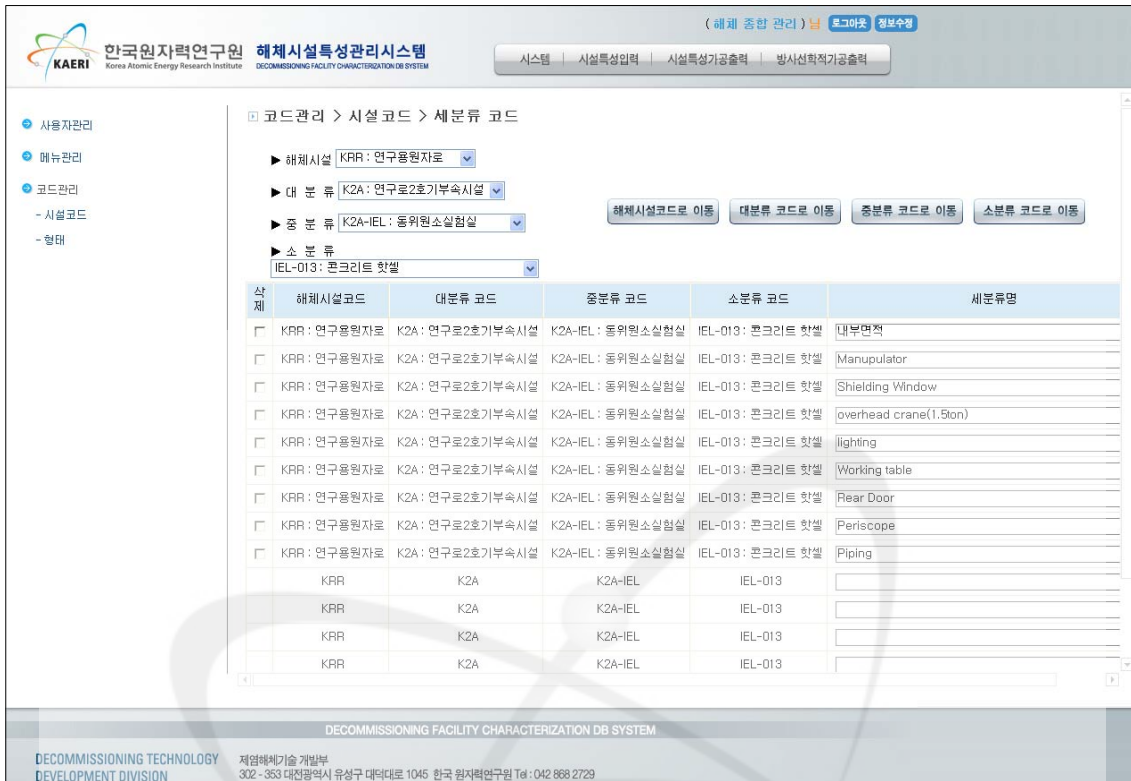 ( 해체 종합 관리 ) 님 로그아웃 정보수정
KAERI 한국원자력연구원 해체시설특성관리시스템
Korea Atomic Energy Research Institute DECOMMISSIONING FACILITY CHARACTERIZATION DB SYSTEM
시스템 | 시설특성입력 | 시설특성가공출력 | 방사선학적가공출력
사용자관리
메뉴관리
코드관리
- 시설코드
- 형태
코드관리 > 시설코드 > 세분류 코드
▶ 해체시설 KRR : 연구용원자로
▶ 대 분 류 K2A : 연구로2호기부속시설
▶ 중 분 류 K2A-IEL : 동위원소실험실
▶ 소 분 류
IEL-013 : 콘크리트 핫셀
해체시설코드로 이동 대분류 코드로 이동 중분류 코드로 이동 소분류 코드로 이동
삭제 해체시설코드 대분류 코드 중분류 코드 소분류 코드 세분류명
KRR : 연구용원자로 K2A : 연구로2호기부속시설 K2A-IEL : 동위원소실험실 IEL-013 : 콘크리트 핫셀 내부면적
KRR : 연구용원자로 K2A : 연구로2호기부속시설 K2A-IEL : 동위원소실험실 IEL-013 : 콘크리트 핫셀 Manupulator
KRR : 연구용원자로 K2A : 연구로2호기부속시설 K2A-IEL : 동위원소실험실 IEL-013 : 콘크리트 핫셀 Shielding Window
KRR : 연구용원자로 K2A : 연구로2호기부속시설 K2A-IEL : 동위원소실험실 IEL-013 : 콘크리트 핫셀 overhead crane(1.5ton)
KRR : 연구용원자로 K2A : 연구로2호기부속시설 K2A-IEL : 동위원소실험실 IEL-013 : 콘크리트 핫셀 lighting
KRR : 연구용원자로 K2A : 연구로2호기부속시설 K2A-IEL : 동위원소실험실 IEL-013 : 콘크리트 핫셀 Working table
KRR : 연구용원자로 K2A : 연구로2호기부속시설 K2A-IEL : 동위원소실험실 IEL-013 : 콘크리트 핫셀 Rear Door
KRR : 연구용원자로 K2A : 연구로2호기부속시설 K2A-IEL : 동위원소실험실 IEL-013 : 콘크리트 핫셀 Periscope
KRR : 연구용원자로 K2A : 연구로2호기부속시설 K2A-IEL : 동위원소실험실 IEL-013 : 콘크리트 핫셀 Piping
KRR K2A K2A-IEL IEL-013
KRR K2A K2A-IEL IEL-013
KRR K2A K2A-IEL IEL-013
KRR K2A K2A-IEL IEL-013
DECOMMISSIONING FACILITY CHARACTERIZATION DB SYSTEM
DECOMMISSIONING TECHNOLOGY 제염해체기술 개발부
DEVELOPMENT DIVISION 302 - 353 대전광역시 유성구 대덕대로 1045 한국 원자력연구원 Tel : 042 868 2729